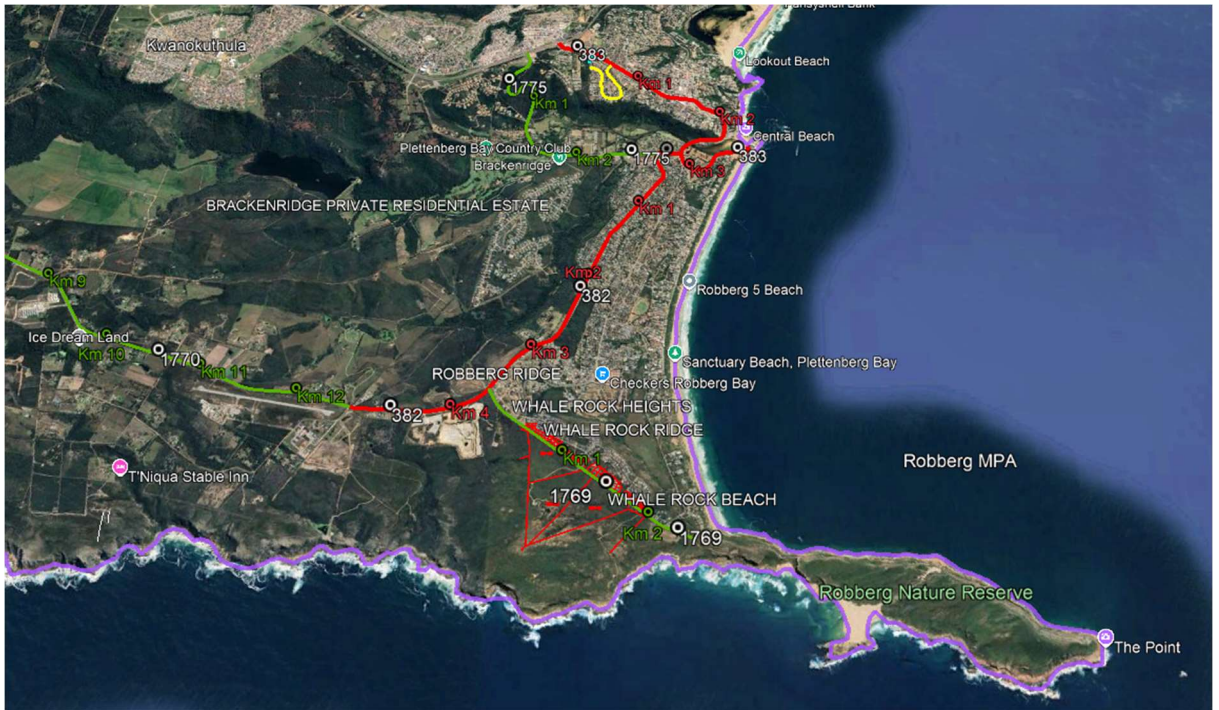 Pansyshell Bank
Kwanokuthula
383
Lookout Beach
1775
Km 1
Km 1
Km 2
Central Beach
Plettenberg Bay Country Club
Km 2
1775
383
Brackenridge
Km 3
BRACKENRIDGE PRIVATE RESIDENTIAL ESTATE
Km 1
Km 2
Km 9
382
Robberg 5 Beach
Ice Dream Land
Km 10
1770
Km 3
Sanctuary Beach, Plettenberg Bay
Km 11
ROBBERG RIDGE
Checkers Robberg Bay
Km 12
382
Km 4
WHALE ROCK HEIGHTS
WHALE ROCK RIDGE
Km 1
Robberg MPA
T'Niqua Stable Inn
1769
WHALE ROCK BEACH
Km 2
1769
Robberg Nature Reserve
The Point